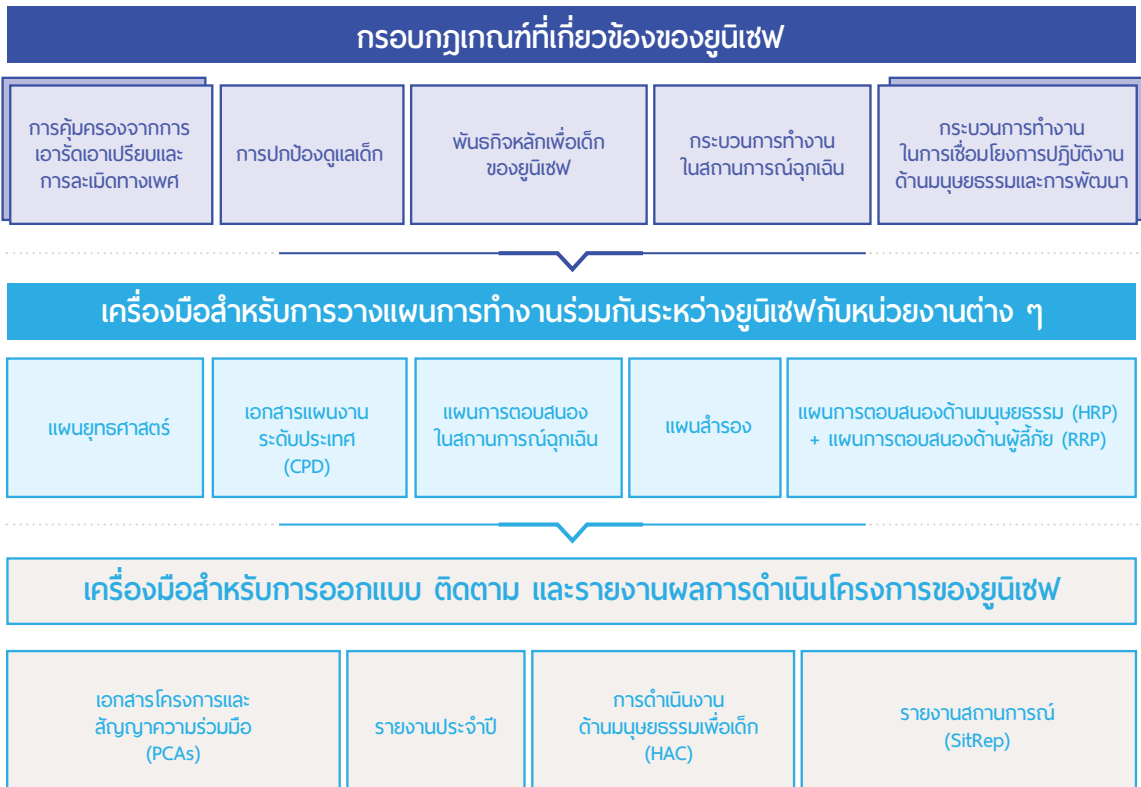 กรอบกฎเกณฑ์ที่เกี่ยวข้องของยูนิเซฟ
การคุ้มครองจากการ
เอารัดเอาเปรียบและ
การละเมิดทางเพศ
การปกป้องดูแลเด็ก
พันธกิจหลักเพื่อเด็ก
ของยูนิเซฟ
กระบวนการทำงาน
ในสถานการณ์ฉุกเฉิน
กระบวนการทำงาน
ในการเชื่อมโยงการปฏิบัติงาน
ด้านมนุษยธรรมและการพัฒนา
เครื่องมือสำหรับการวางแผนการทำงานร่วมกันระหว่างยูนิเซฟกับหน่วยงานต่าง ๆ
แผนยุทธศาสตร์
เอกสารแผนงาน
ระดับประเทศ
(CPD)
แผนการตอบสนอง
ในสถานการณ์ฉุกเฉิน
แผนสำรอง
แผนการตอบสนองด้านมนุษยธรรม (HRP)
+ แผนการตอบสนองด้านผู้ลี้ภัย (RRP)
เครื่องมือสำหรับการออกแบบ ติดตาม และรายงานผลการดำเนินโครงการของยูนิเซฟ
เอกสารโครงการและ
สัญญาความร่วมมือ
(PCAs)
รายงานประจำปี
การดำเนินงาน
ด้านมนุษยธรรมเพื่อเด็ก
(HAC)
รายงานสถานการณ์
(SitRep)